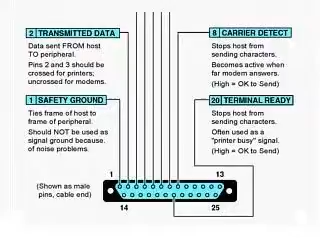 2 TRANSMITTED DATA
Data sent FROM host
TO peripheral.
Pins 2 and 3 should be
crossed for printers;
uncrossed for modems.
1 SAFETY GROUND
Ties frame of host to
frame of peripheral.
Should NOT be used as
signal ground because.
of noise problems.
8 CARRIER DETECT
Stops host from
sending characters.
Becomes active when
far modem answers.
(High = OK to Send)
20 TERMINAL READY
Stops host from
sending characters.
Often used as a
"printer busy" signal.
(High = OK to Send)
1 13
(Shown as male
pins, cable end)
14 25